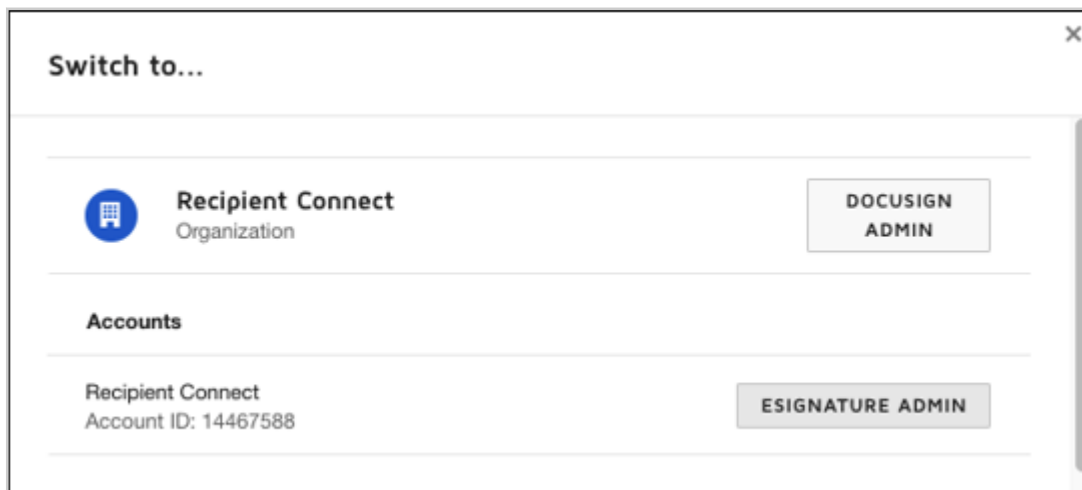 Switch to...
Recipient Connect
Organization
DOCUSIGN
ADMIN
Accounts
Recipient Connect
Account ID: 14467588
ESIGNATURE ADMIN